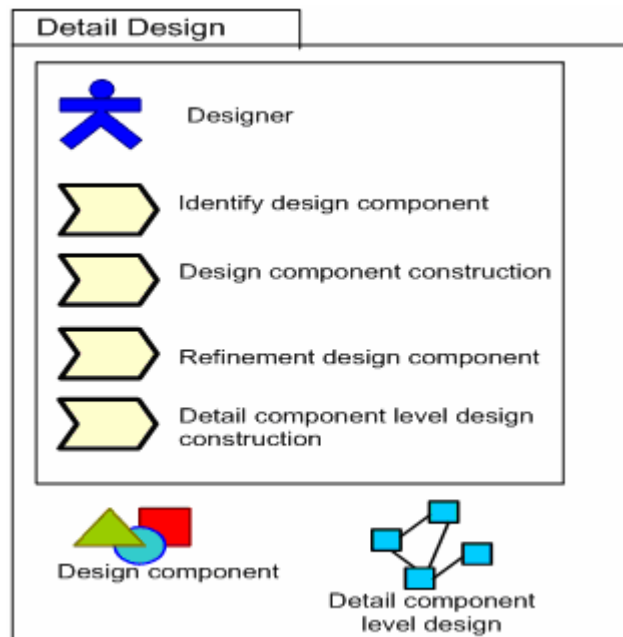 Detail Design
Designer
Identify design component
Design component construction
Refinement design component
Detail component level design
construction
Design component
Detail component
level design